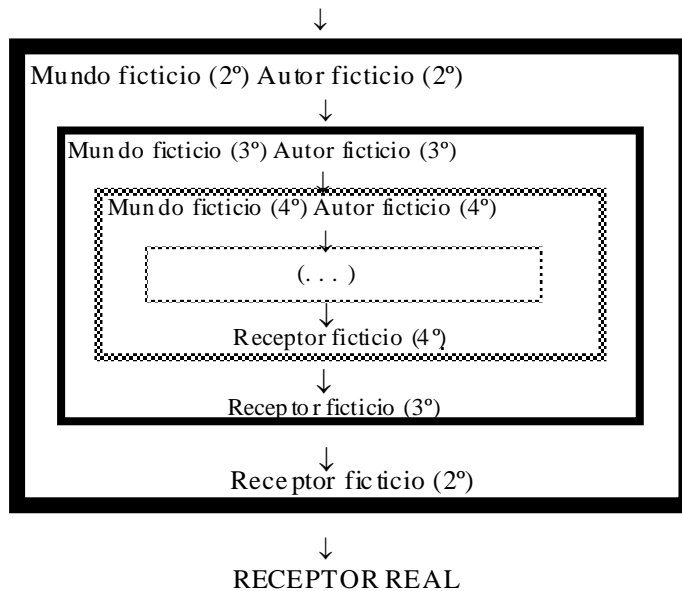 Mundo ficticio (2º) Autor ficticio (2º)
Mundo ficticio (3º) Autor ficticio (3º)
Mundo ficticio (4º) Autor ficticio (4º)
(. . . )
Receptor ficticio (4º)
Receptor ficticio (3º)
Receptor ficticio (2º)
RECEPTOR REAL